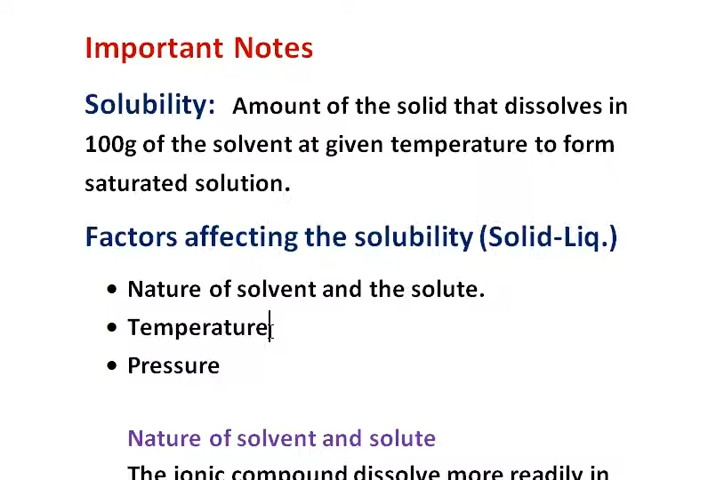 Important Notes
Solubility: Amount of the solid that dissolves in
100g of the solvent at given temperature to form
saturated solution.
Factors affecting the solubility (Solid-Liq.)
• Nature of solvent and the solute.
• Temperature
• Pressure
Nature of solvent and solute
The ionic compound dissolve more readily in